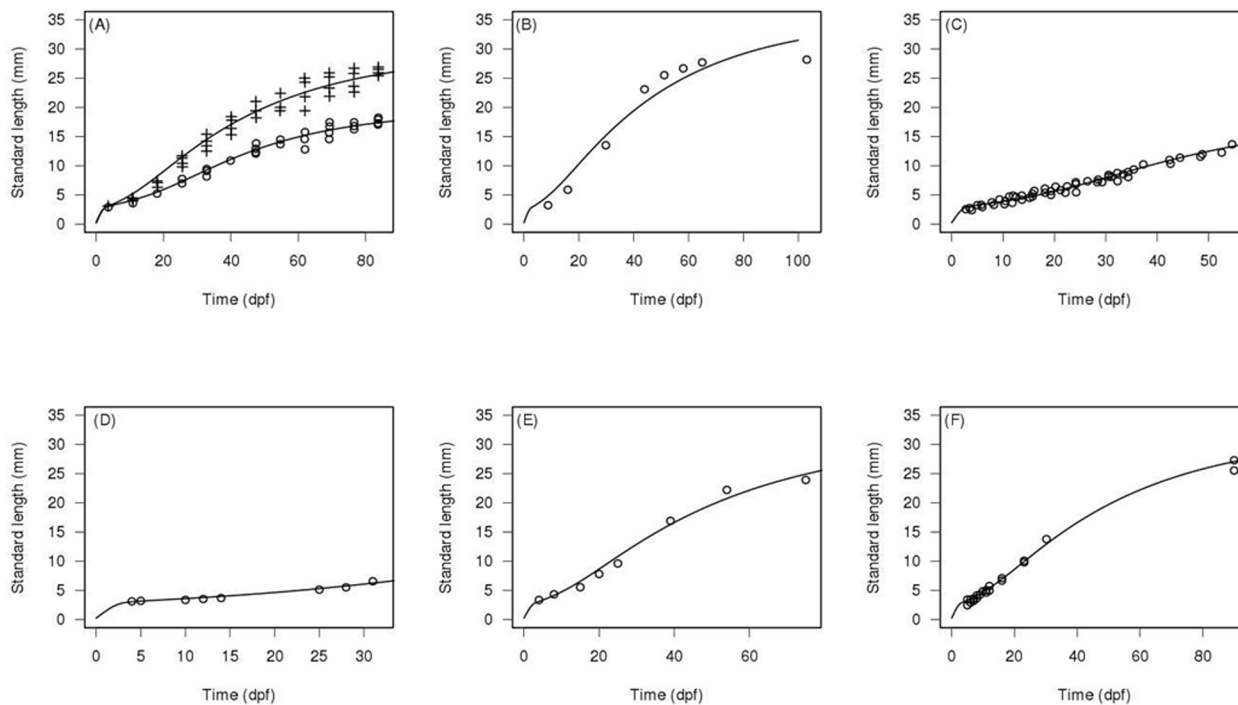 (A)
35
30
25
20
15
10
5
0
Standard length (mm)
0 20 40 60 80
Time (dpf)
(B)
35
30
25
20
15
10
5
0
Standard length (mm)
0 20 40 60 80 100
Time (dpf)
(C)
35
30
25
20
15
10
5
0
Standard length (mm)
0 10 20 30 40 50
Time (dpf)
(D)
35
30
25
20
15
10
5
0
Standard length (mm)
0 5 10 15 20 25 30
Time (dpf)
(E)
35
30
25
20
15
10
5
0
Standard length (mm)
0 20 40 60
Time (dpf)
(F)
35
30
25
20
15
10
5
0
Standard length (mm)
0 20 40 60 80
Time (dpf)